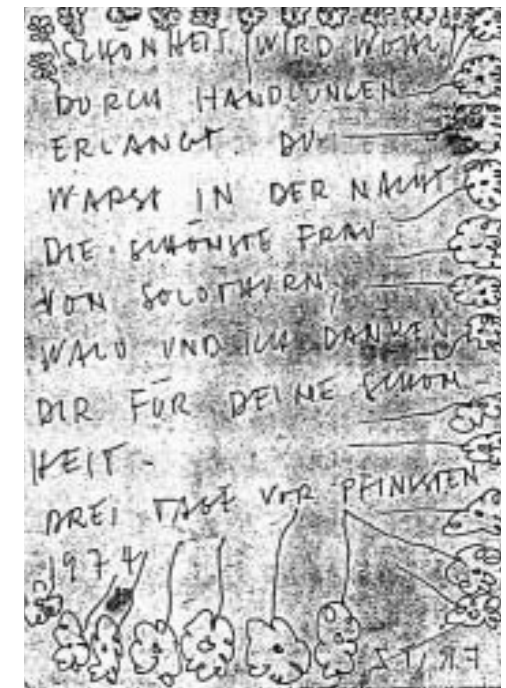 SCHÖNHEIT WIRD WOHL
DURCH HANDLUNGEN
ERLANGT. DU
WARST IN DER NACHT
DIE SCHÖNSTE FRAU
VON SOLOTHURN,
WALD UND ICH DANKEN
DIR FÜR DEINE SCHÖN-
HEIT.
DREI TAGE VOR PFINGSTEN
1974